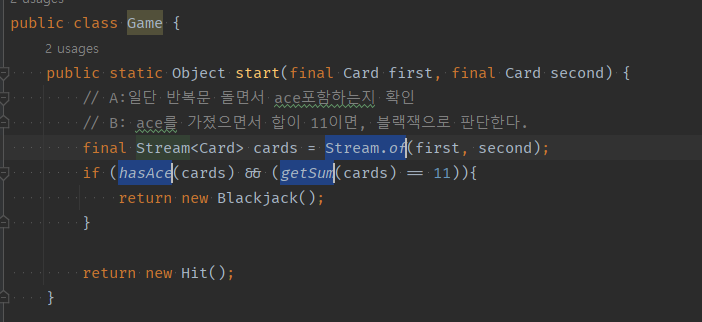 2 usages
public class Game {
2 usages
public static Object start(final Card first, final Card second) {
// A:일단 반복문 돌면서 ace포함하는지 확인
// B: ace를 가졌으면서 합이 11이면, 블랙잭으로 판단한다.
final Stream<Card> cards = Stream.of(first, second);
if (hasAce(cards) && (getSum(cards) == 11)){
return new Blackjack();
}
return new Hit();
}